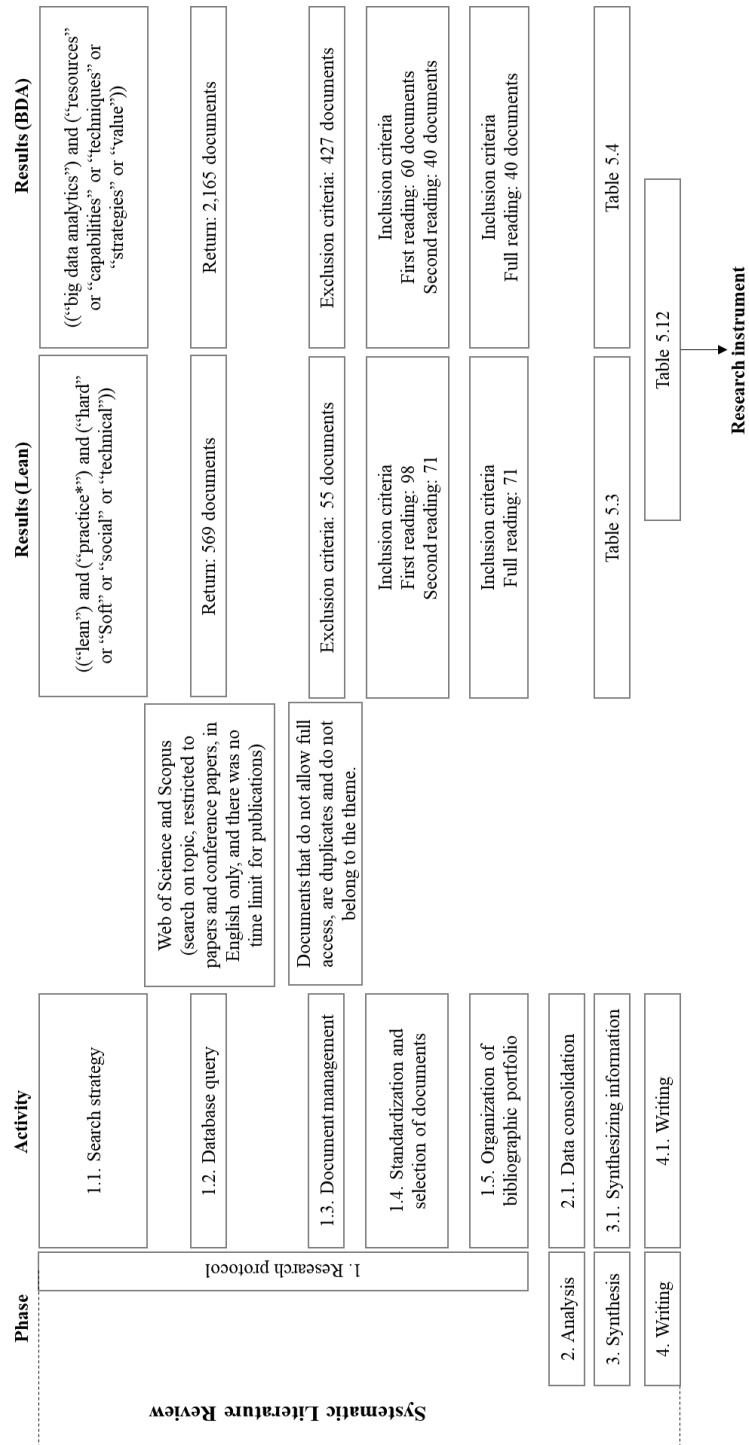 Phase
Activity
Results (Lean)
Results (BDA)
Systematic Literature Review
1. Research protocol
1.1. Search strategy
(("lean") and ("practice*") and ("hard"
or "Soft" or "social" or "technical"))
(("big data analytics") and ("resources"
or "capabilities" or "techniques" or
"strategies" or "value"))
1.2. Database query
Web of Science and Scopus
(search on topic, restricted to
papers and conference papers, in
English only, and there was no
time limit for publications)
Return: 569 documents
Return: 2,165 documents
1.3. Document management
Documents that do not allow full
access, are duplicates and do not
belong to the theme.
Exclusion criteria: 55 documents
Exclusion criteria: 427 documents
1.4. Standardization and
selection of documents
Inclusion criteria
First reading: 98
Second reading: 71
Inclusion criteria
First reading: 60 documents
Second reading: 40 documents
1.5. Organization of
bibliographic portfolio
Inclusion criteria
Full reading: 71
Inclusion criteria
Full reading: 40 documents
2. Analysis
2.1. Data consolidation
3. Synthesis
3.1. Synthesizing information
Table 5.3
Table 5.4
4. Writing
4.1. Writing
Table 5.12
Research instrument